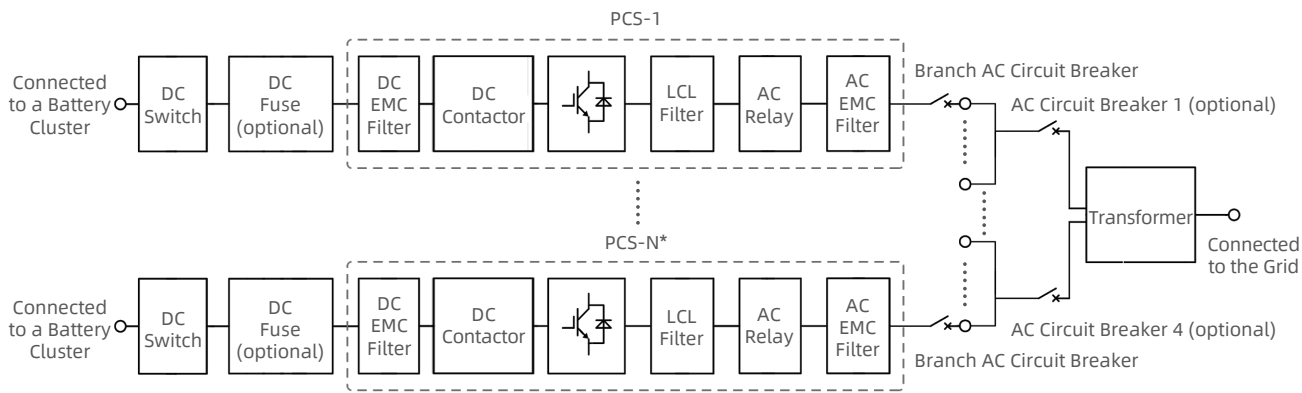 PCS-1
Connected
to a Battery
Cluster
DC
Switch
DC
Fuse
(optional)
DC
EMC
Filter
DC
Contactor
LCL
Filter
AC
Relay
AC
EMC
Filter
Branch AC Circuit Breaker
AC Circuit Breaker 1 (optional)
Transformer
Connected
to the Grid
PCS-N*
Connected
to a Battery
Cluster
DC
Switch
DC
Fuse
(optional)
DC
EMC
Filter
DC
Contactor
LCL
Filter
AC
Relay
AC
EMC
Filter
AC Circuit Breaker 4 (optional)
Branch AC Circuit Breaker